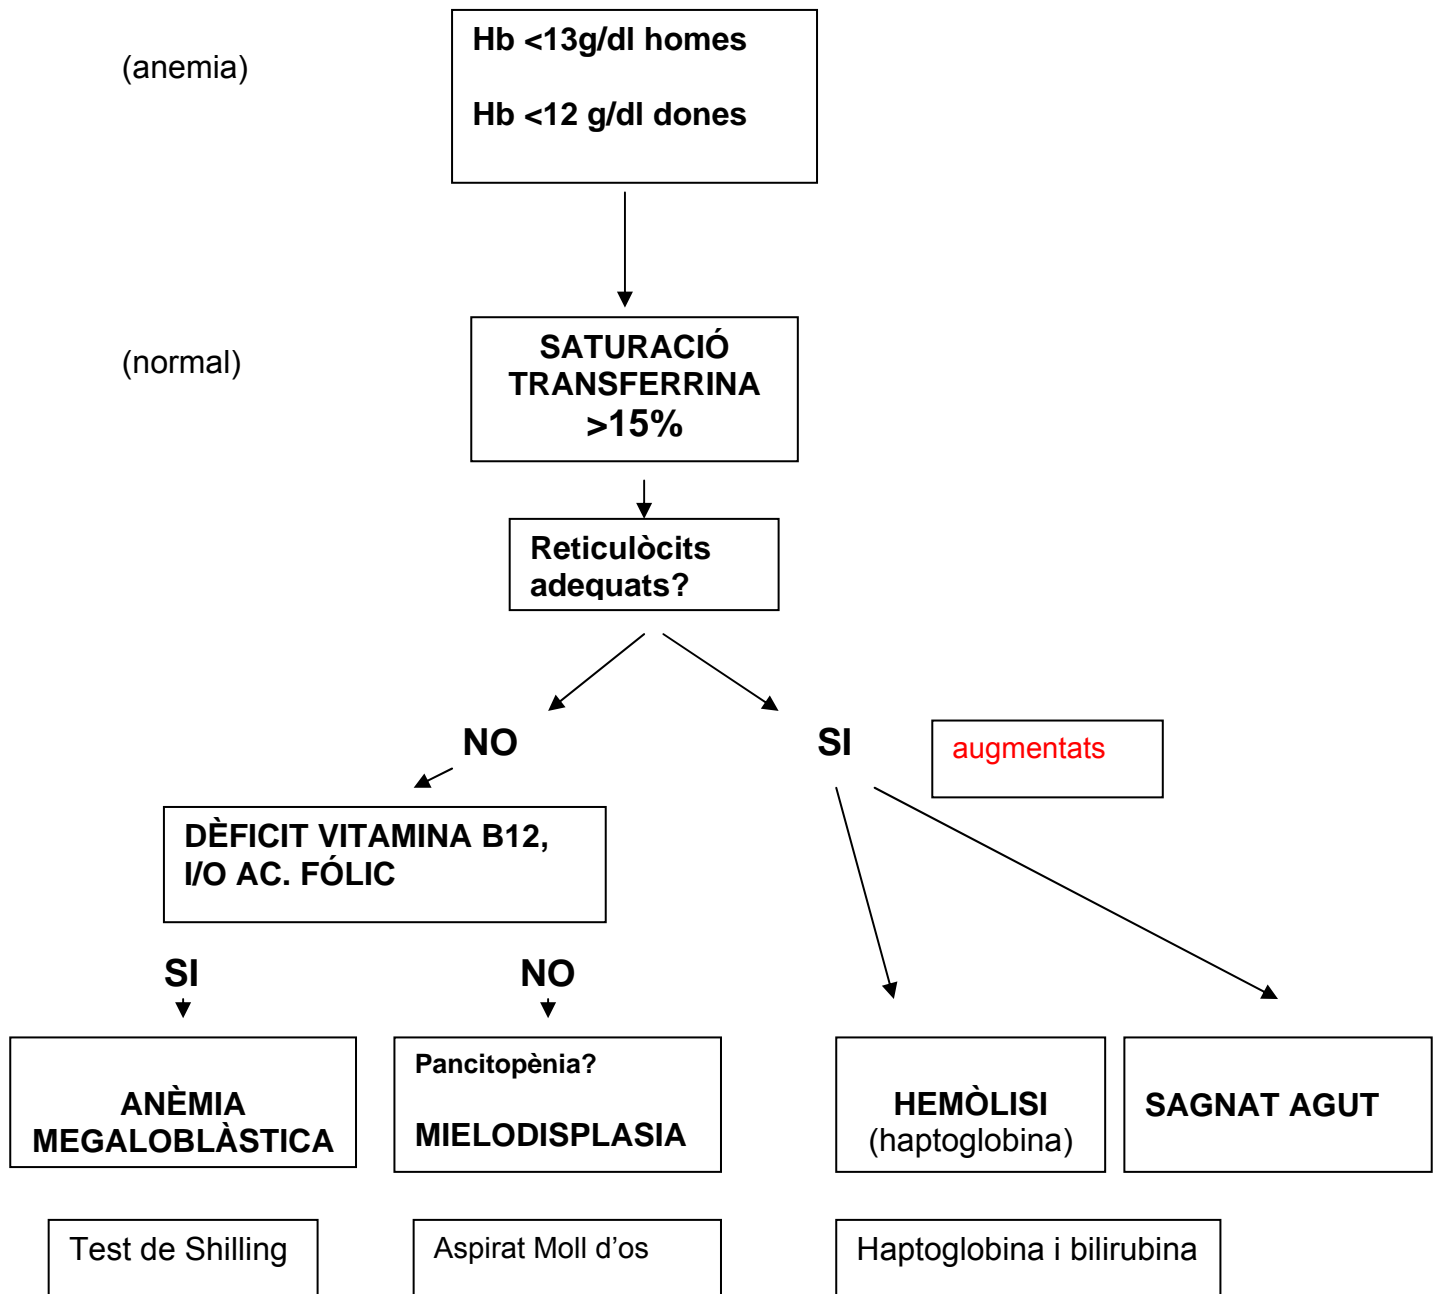 (anemia)
Hb <13g/dl homes
Hb <12 g/dl dones
(normal)
SATURACIÓ
TRANSFERRINA
>15%
Reticulòcits
adequats?
NO
SI
augmentats
DÈFICIT VITAMINA B12,
I/O AC. FÓLIC
SI
NO
ANÈMIA
MEGALOBLÀSTICA
Pancitopènia?
MIELODISPLASIA
HEMÒLISI
(haptoglobina)
SAGNAT AGUT
Test de Shilling
Aspirat Moll d'os
Haptoglobina i bilirubina